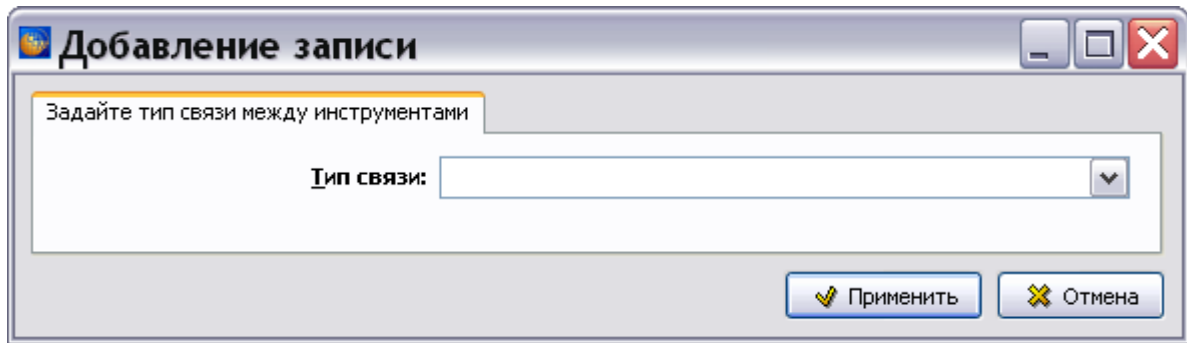 Добавление записи
Задайте тип связи между инструментами
Тип связи:
Применить
Отмена